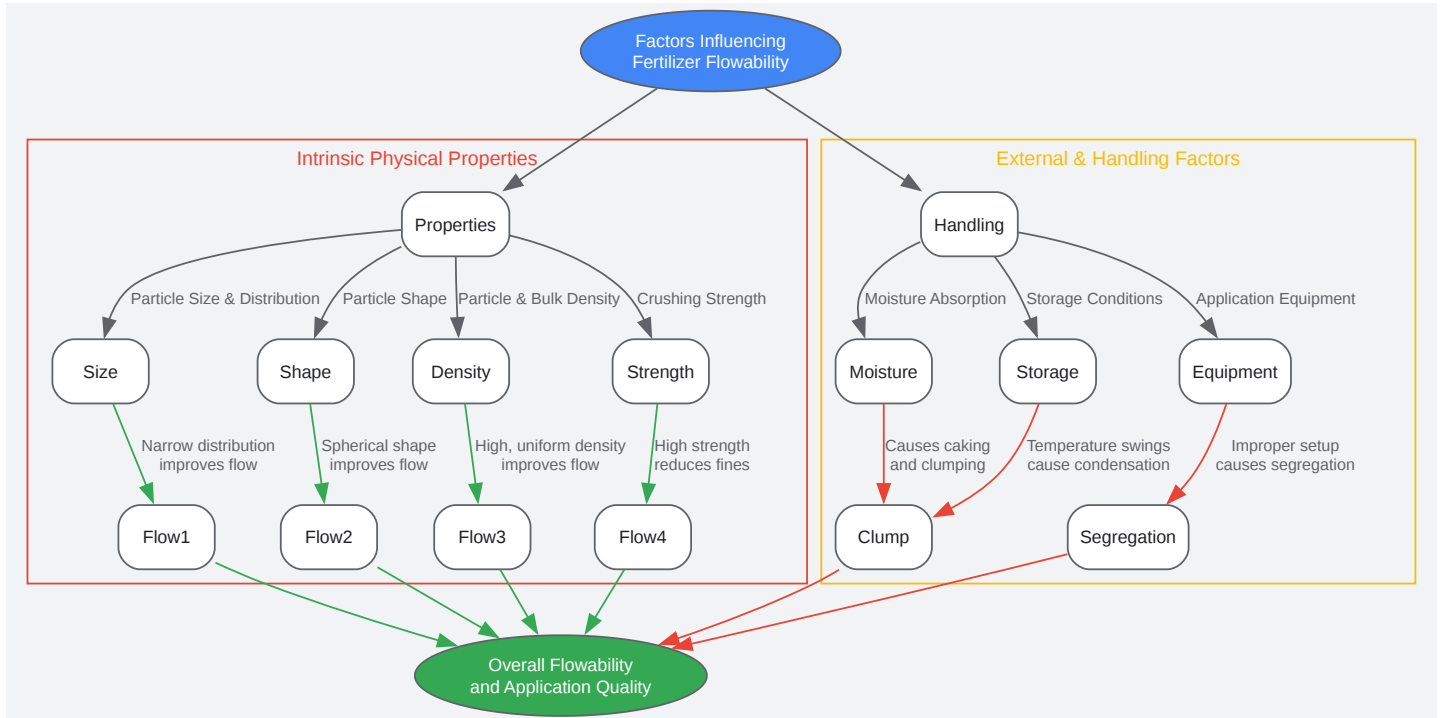 Factors Influencing
Fertilizer Flowability
Intrinsic Physical Properties
External & Handling Factors
Properties
Handling
Particle Size & Distribution
Particle Shape
Particle & Bulk Density
Crushing Strength
Moisture Absorption
Storage Conditions
Application Equipment
Size
Shape
Density
Strength
Moisture
Storage
Equipment
Narrow distribution
improves flow
Spherical shape
improves flow
High, uniform density
improves flow
High strength
reduces fines
Causes caking
and clumping
Temperature swings
cause condensation
Improper setup
causes segregation
Flow1
Flow2
Flow3
Flow4
Clump
Segregation
Overall Flowability
and Application Quality